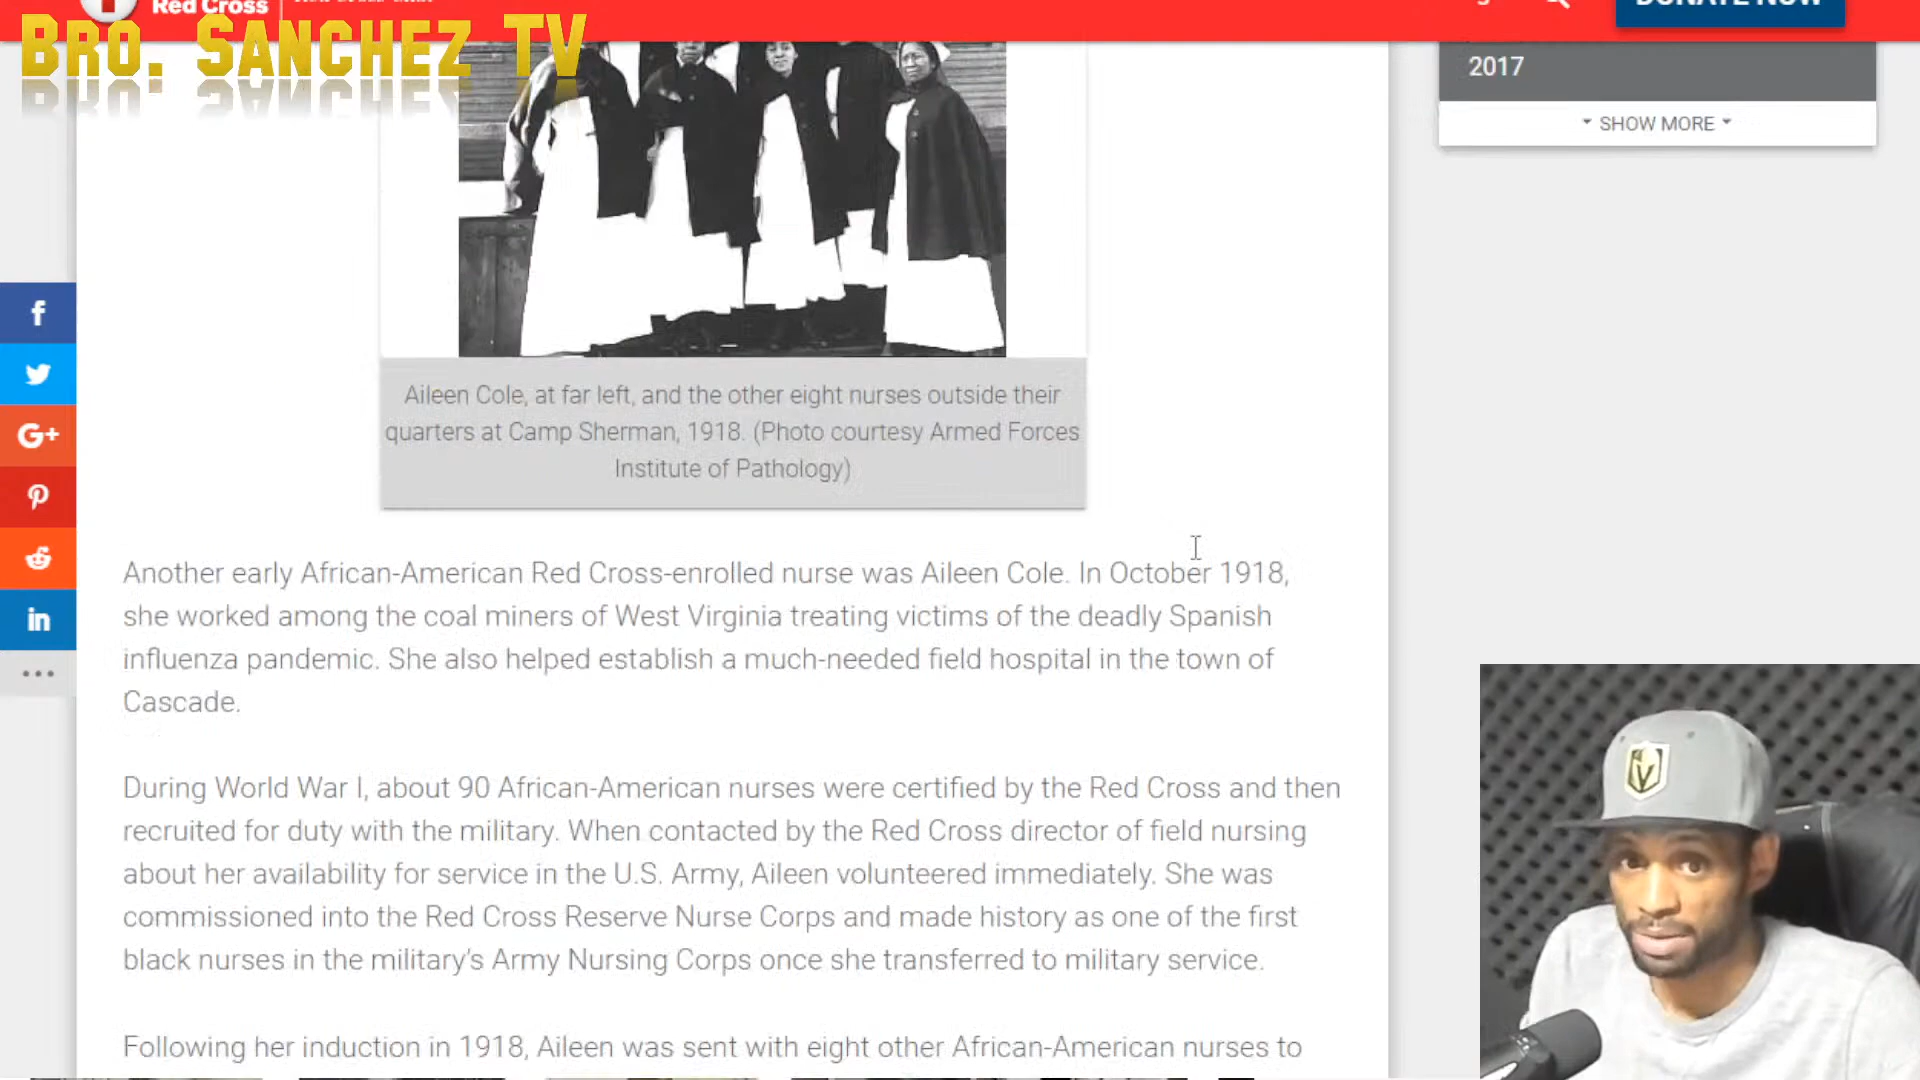 Red Cross
DONATE NOW
BRO. SANCHEZ TV
2017
SHOW MORE
f
G+
in
Aileen Cole, at far left, and the other eight nurses outside their
quarters at Camp Sherman, 1918. (Photo courtesy Armed Forces
Institute of Pathology)
Another early African-American Red Cross-enrolled nurse was Aileen Cole. In October 1918,
she worked among the coal miners of West Virginia treating victims of the deadly Spanish
influenza pandemic. She also helped establish a much-needed field hospital in the town of
Cascade.
During World War I, about 90 African-American nurses were certified by the Red Cross and then
recruited for duty with the military. When contacted by the Red Cross director of field nursing
about her availability for service in the U.S. Army, Aileen volunteered immediately. She was
commissioned into the Red Cross Reserve Nurse Corps and made history as one of the first
black nurses in the military's Army Nursing Corps once she transferred to military service.
Following her induction in 1918, Aileen was sent with eight other African-American nurses to